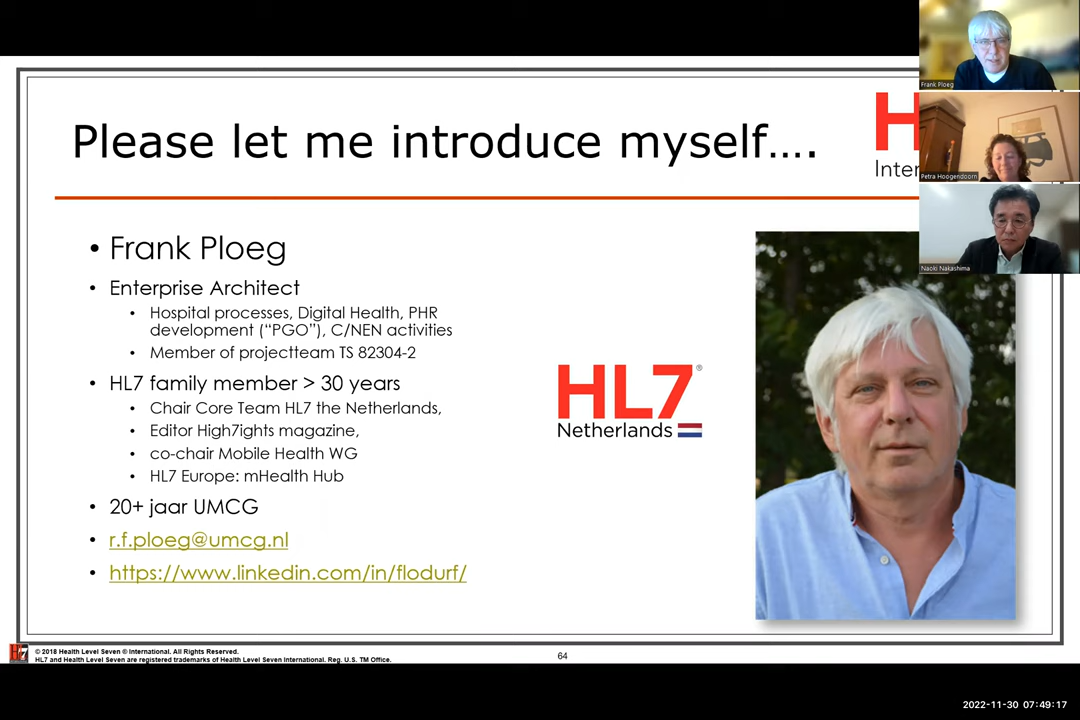 Please let me introduce myself….
H
Inter
Frank Ploeg
Petra Hoogendoorn
Naoki Nakashima
• Frank Ploeg
• Enterprise Architect
• Hospital processes, Digital Health, PHR
development (“PGO”), C/NEN activities
• Member of projectteam TS 82304-2
• HL7 family member > 30 years
• Chair Core Team HL7 the Netherlands,
• Editor High7ights magazine,
• co-chair Mobile Health WG
• HL7 Europe: mHealth Hub
• 20+ jaar UMCG
• r.f.ploeg@umcg.nl
• https://www.linkedin.com/in/flodurf/
HL7®
Netherlands
© 2018 Health Level Seven ® International. All Rights Reserved.
HL7 and Health Level Seven are registered trademarks of Health Level Seven International. Reg. U.S. TM Office.
64
2022-11-30 07:49:17